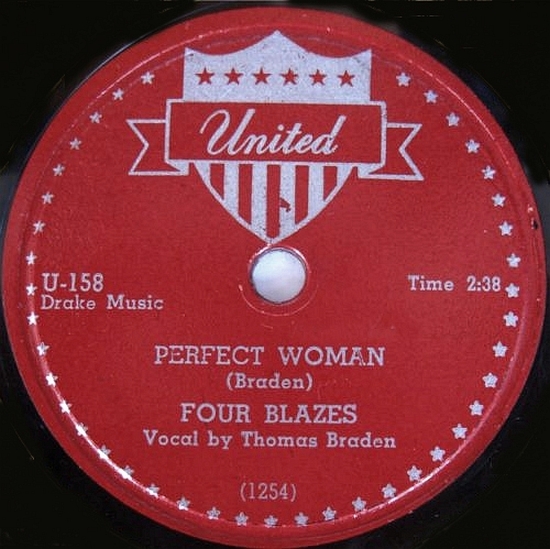 United
U-158
Drake Music
Time 2:38
PERFECT WOMAN
(Braden)
FOUR BLAZES
Vocal by Thomas Braden
(1254)